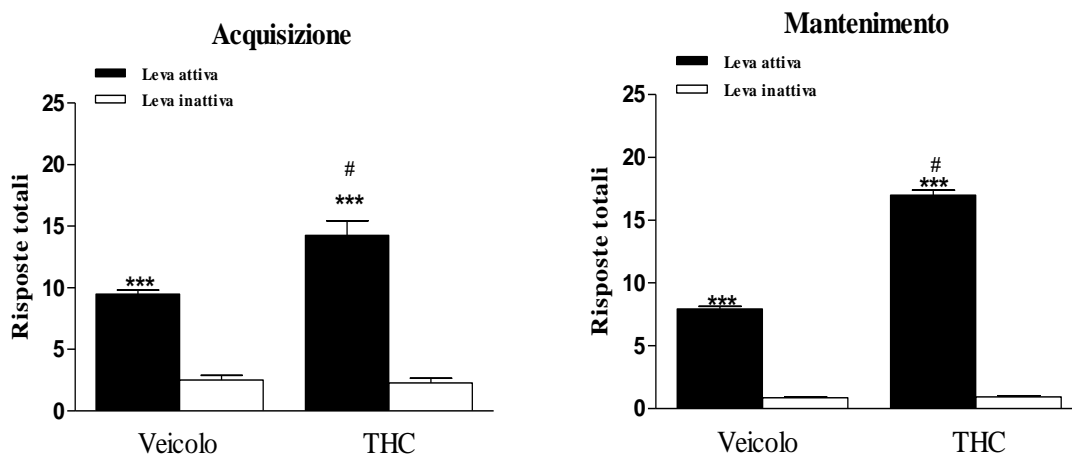 Acquisizione
Leva attiva
Leva inattiva
25
20
15
10
5
0
Risposte totali
***
#
***
Veicolo
THC
Mantenimento
Leva attiva
Leva inattiva
25
20
15
10
5
0
Risposte totali
***
#
***
Veicolo
THC